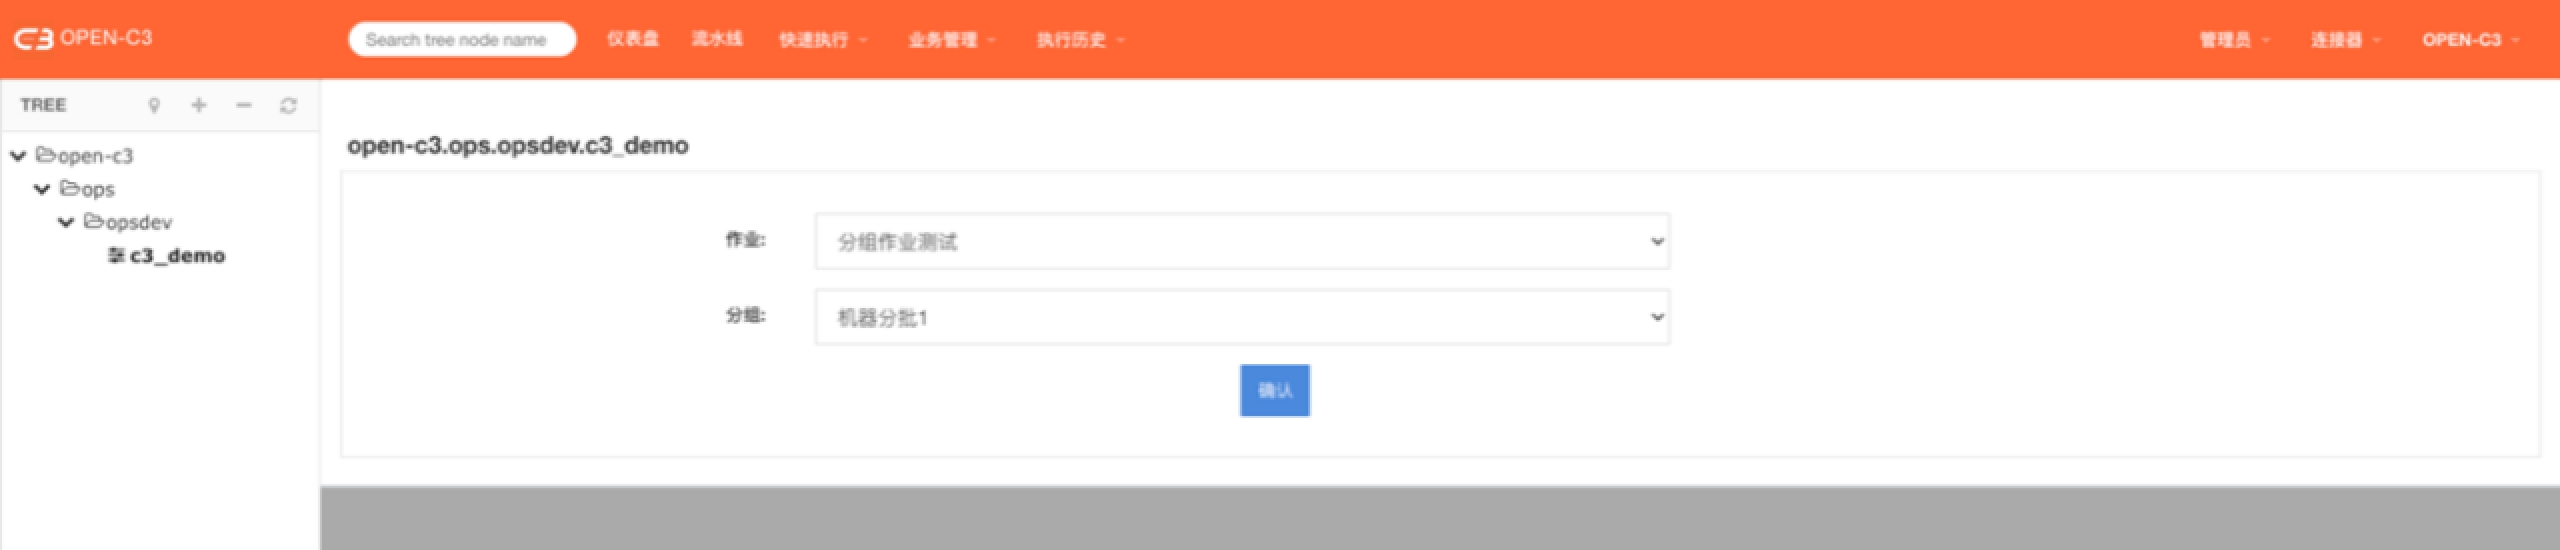 OPEN-C3
Search tree node name 仪表盘 流水线 快速执行 业务管理 执行历史 管理员 连接器 OPEN-C3
TREE
open-c3
ops
opsdev
c3_demo
open-c3.ops.opsdev.c3_demo
作业: 分组作业测试
分组: 机器分批1
确认